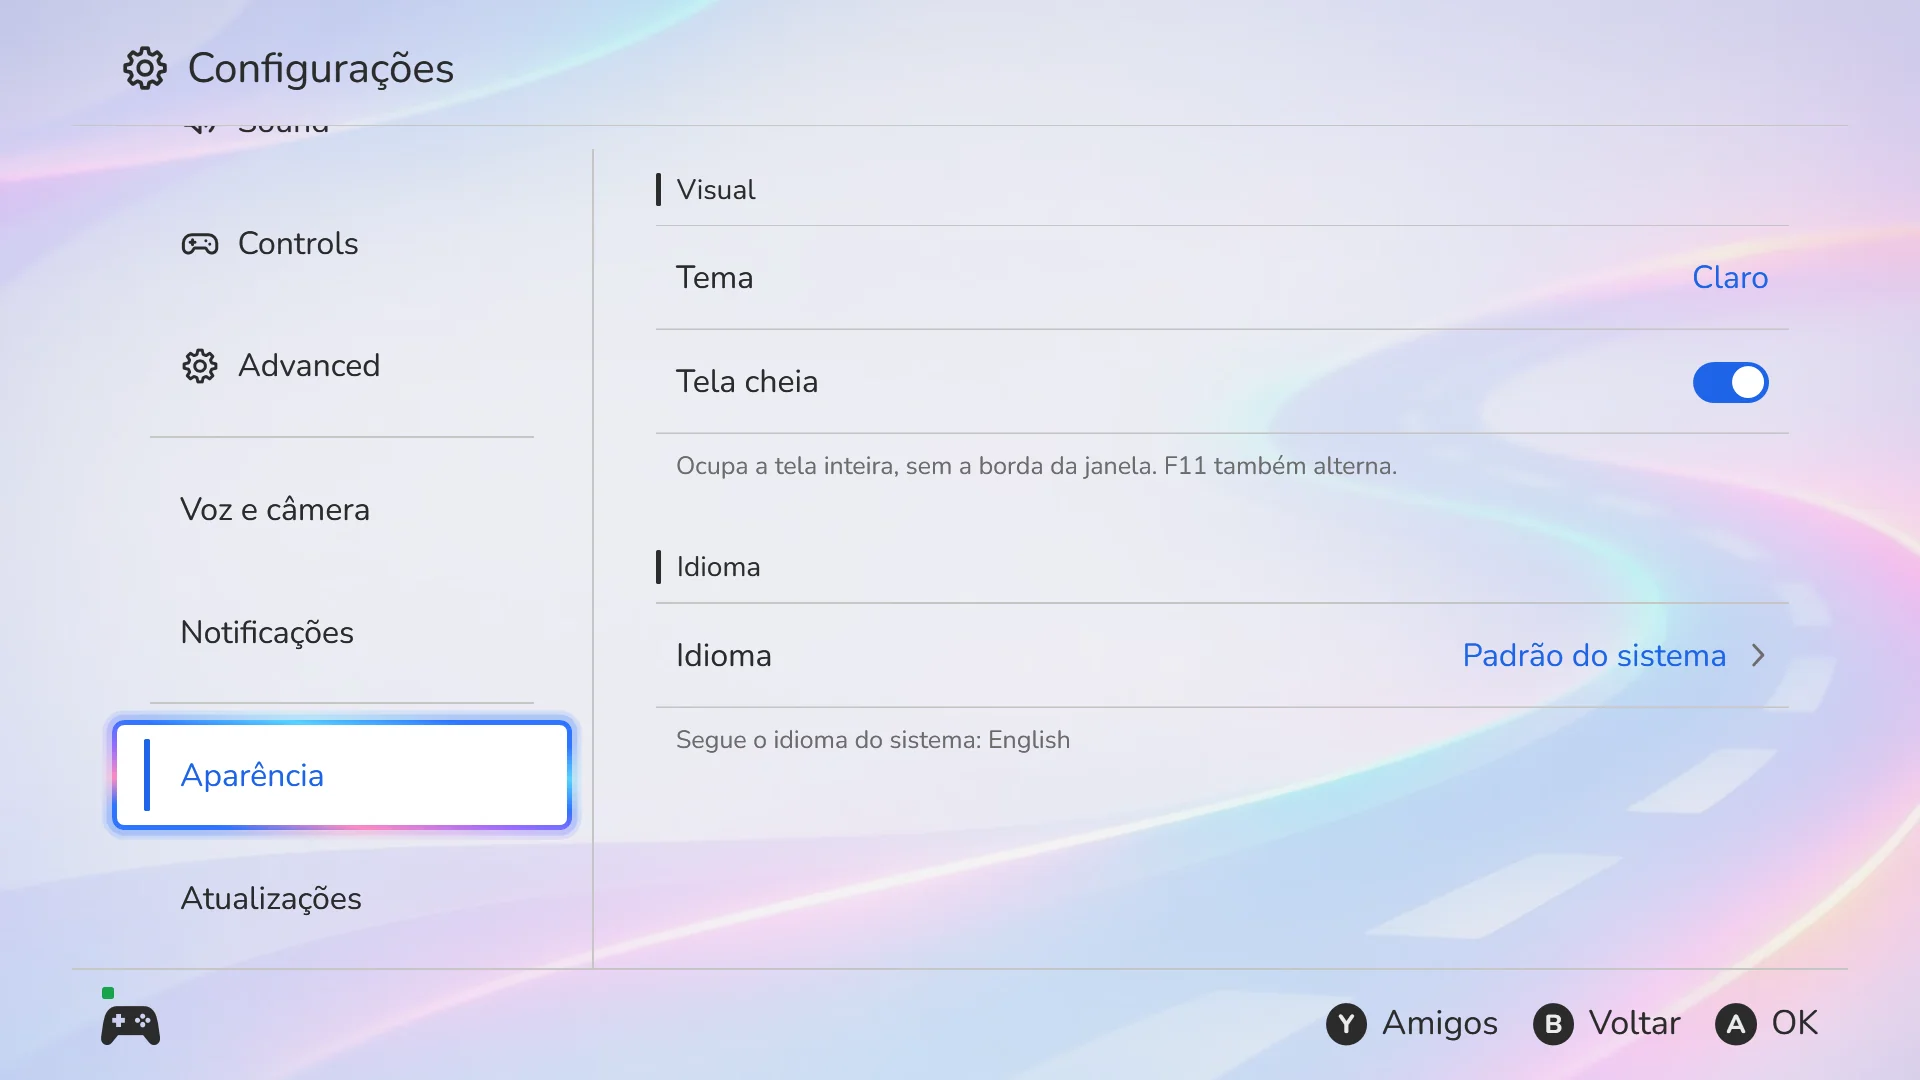 Configurações
Sound
Controls
Advanced
Voz e câmera
Notificações
Aparência
Atualizações
Visual
Tema
Claro
Tela cheia
Ocupa a tela inteira, sem a borda da janela. F11 também alterna.
Idioma
Idioma
Padrão do sistema
Segue o idioma do sistema: English
Y Amigos
B Voltar
A OK